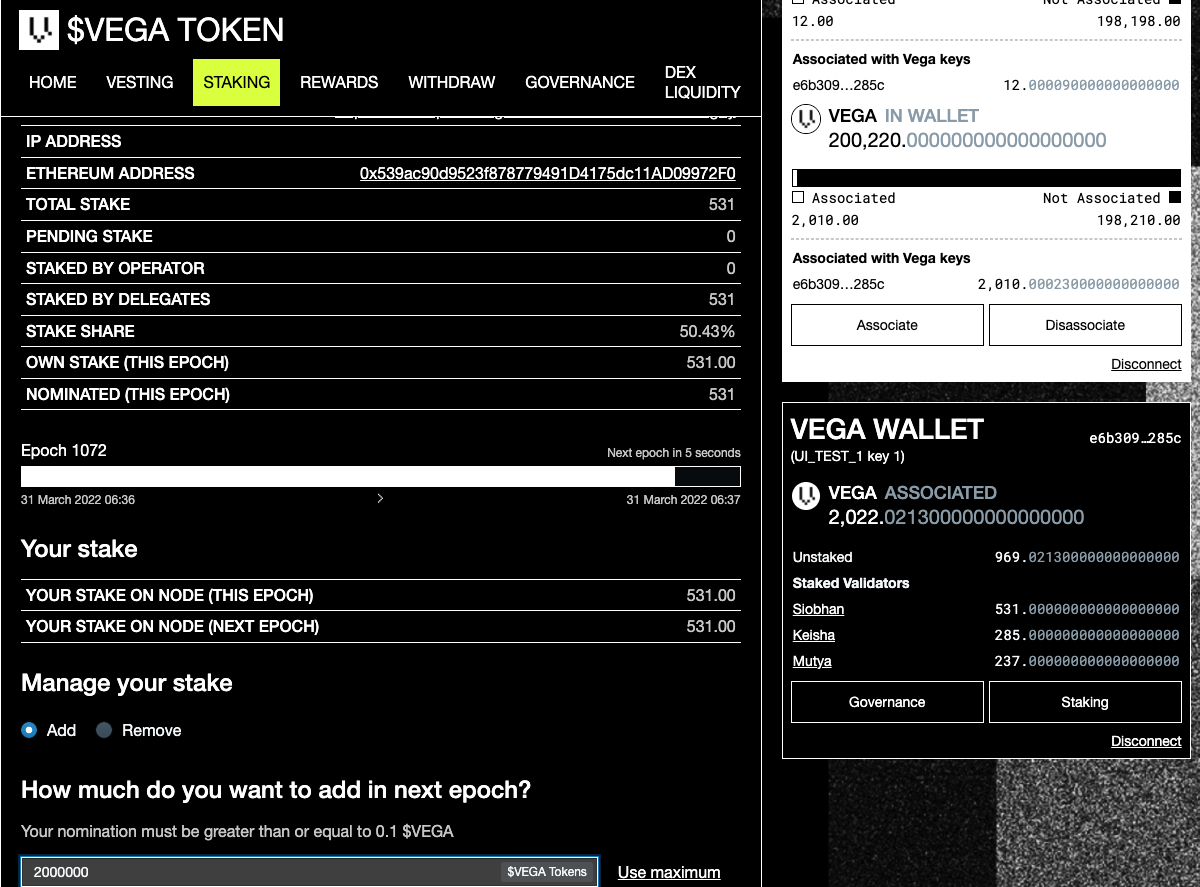 $VEGA TOKEN
HOME VESTING STAKING REWARDS WITHDRAW GOVERNANCE DEX LIQUIDITY
IP ADDRESS
ETHEREUM ADDRESS 0x539ac90d9523f878779491D4175dc11AD09972F0
TOTAL STAKE 531
PENDING STAKE 0
STAKED BY OPERATOR 0
STAKED BY DELEGATES 531
STAKE SHARE 50.43%
OWN STAKE (THIS EPOCH) 531.00
NOMINATED (THIS EPOCH) 531
Epoch 1072 Next epoch in 5 seconds
31 March 2022 06:36 31 March 2022 06:37
Your stake
YOUR STAKE ON NODE (THIS EPOCH) 531.00
YOUR STAKE ON NODE (NEXT EPOCH) 531.00
Manage your stake
Add Remove
How much do you want to add in next epoch?
Your nomination must be greater than or equal to 0.1 $VEGA
2000000 $VEGA Tokens Use maximum
Associated Not Associated
12.00 198,198.00
Associated with Vega keys
e6b309…285c 12.000090000000000000
VEGA IN WALLET
200,220.000000000000000000
Associated Not Associated
2,010.00 198,210.00
Associated with Vega keys
e6b309…285c 2,010.000230000000000000
Associate Disassociate
Disconnect
VEGA WALLET e6b309…285c
(UI_TEST_1 key 1)
VEGA ASSOCIATED
2,022.021300000000000000
Unstaked 969.021300000000000000
Staked Validators
Siobhan 531.000000000000000000
Keisha 285.000000000000000000
Mutya 237.000000000000000000
Governance Staking
Disconnect